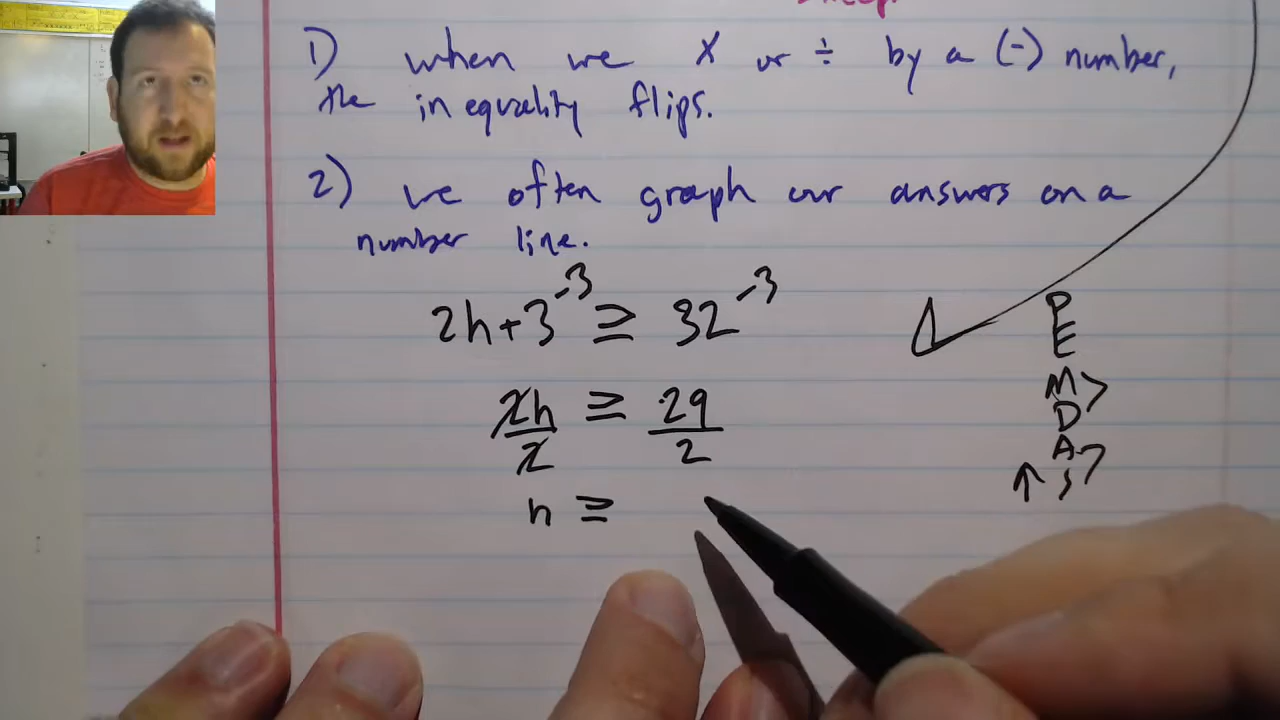 1) when we x or ÷ by a (-) number,
the inequality flips.
2) we often graph our answers on a
number line.
2h+3 -3 ≥ 32 -3
2h ≥ 29
2 2
h ≥
P
E
M >
D
A >
↑ S